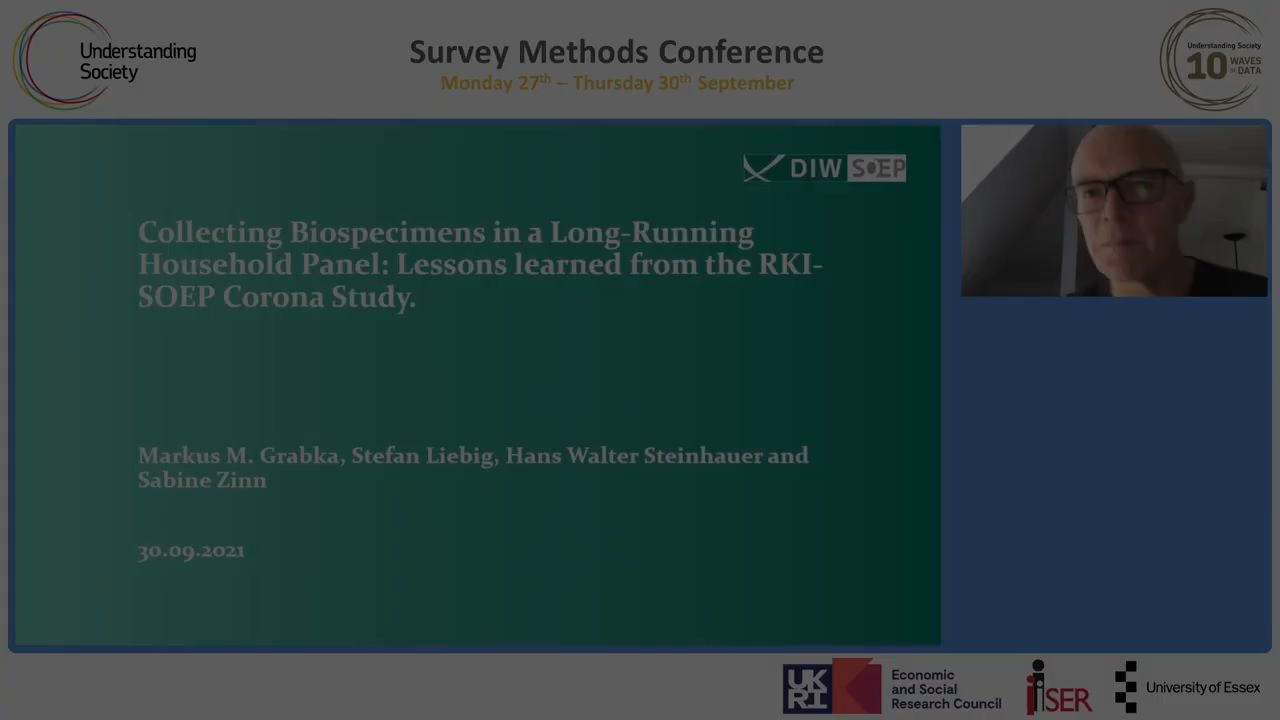 Understanding
Society
Survey Methods Conference
Monday 27th – Thursday 30th September
Understanding Society
10 WAVES
OF DATA
DIW SOEP
Collecting Biospecimens in a Long-Running
Household Panel: Lessons learned from the RKI-
SOEP Corona Study.
Markus M. Grabka, Stefan Liebig, Hans Walter Steinhauer and
Sabine Zinn
30.09.2021
UK
RI
Economic
and Social
Research Council
iSER
University of Essex